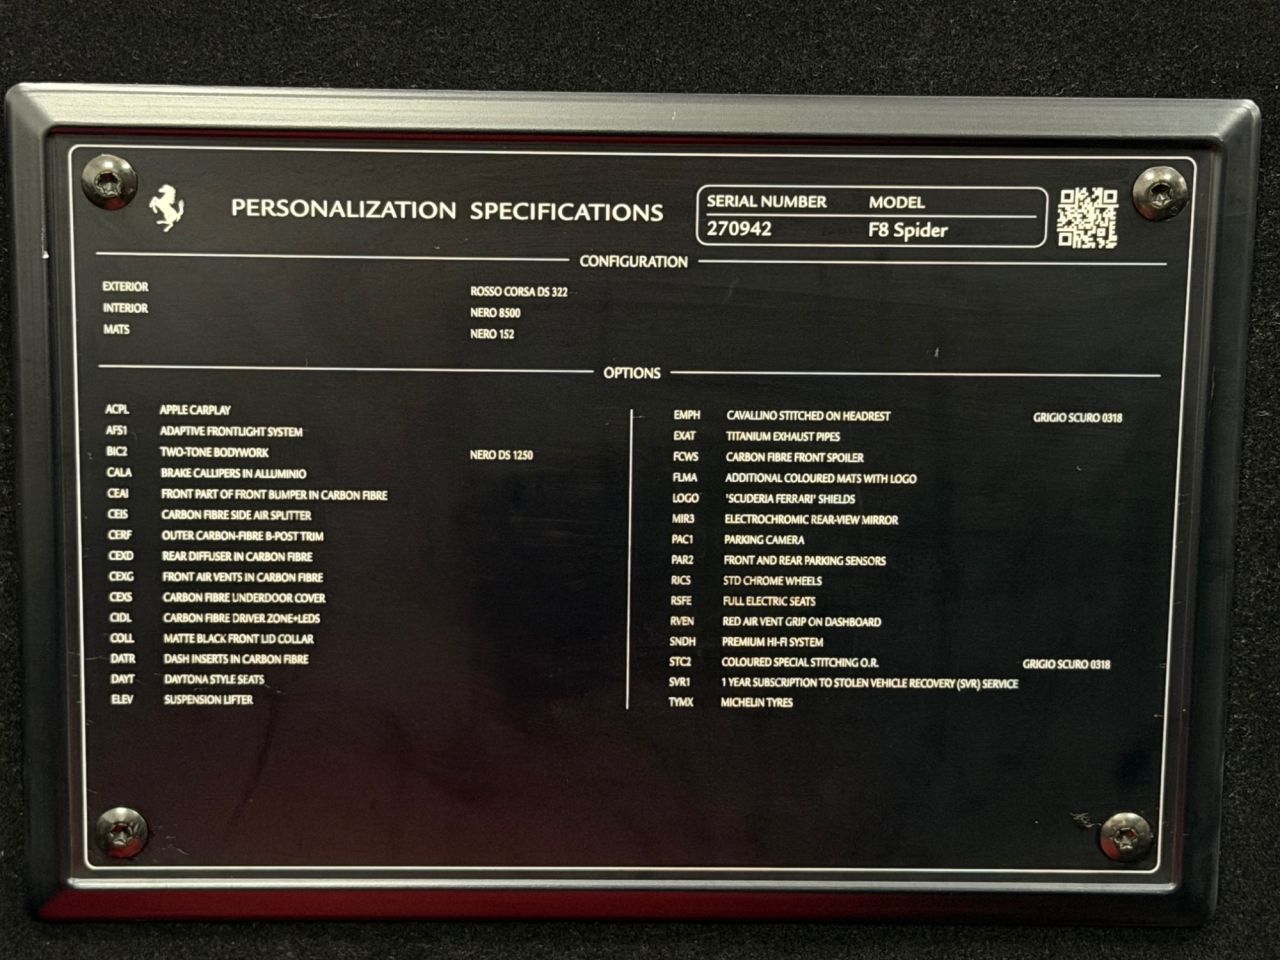 PERSONALIZATION SPECIFICATIONS
SERIAL NUMBER MODEL
270942 F8 Spider
CONFIGURATION
EXTERIOR ROSSO CORSA DS 322
INTERIOR NERO 8500
MATS NERO 152
OPTIONS
ACPL APPLE CARPLAY
AFS1 ADAPTIVE FRONTLIGHT SYSTEM
BIC2 TWO-TONE BODYWORK NERO DS 1250
CALA BRAKE CALLIPERS IN ALLUMINIO
CEAI FRONT PART OF FRONT BUMPER IN CARBON FIBRE
CEIS CARBON FIBRE SIDE AIR SPLITTER
CERF OUTER CARBON-FIBRE B-POST TRIM
CEXD REAR DIFFUSER IN CARBON FIBRE
CEXG FRONT AIR VENTS IN CARBON FIBRE
CEXS CARBON FIBRE UNDERDOOR COVER
CIDL CARBON FIBRE DRIVER ZONE+LEDS
COLL MATTE BLACK FRONT LID COLLAR
DATR DASH INSERTS IN CARBON FIBRE
DAYT DAYTONA STYLE SEATS
ELEV SUSPENSION LIFTER
EMPH CAVALLINO STITCHED ON HEADREST GRIGIO SCURO 0318
EXAT TITANIUM EXHAUST PIPES
FCWS CARBON FIBRE FRONT SPOILER
FLMA ADDITIONAL COLOURED MATS WITH LOGO
LOGO 'SCUDERIA FERRARI' SHIELDS
MIR3 ELECTROCHROMIC REAR-VIEW MIRROR
PAC1 PARKING CAMERA
PAR2 FRONT AND REAR PARKING SENSORS
RICS STD CHROME WHEELS
RSFE FULL ELECTRIC SEATS
RVEN RED AIR VENT GRIP ON DASHBOARD
SNDH PREMIUM HI-FI SYSTEM
STC2 COLOURED SPECIAL STITCHING O.R. GRIGIO SCURO 0318
SVR1 1 YEAR SUBSCRIPTION TO STOLEN VEHICLE RECOVERY (SVR) SERVICE
TYMX MICHELIN TYRES